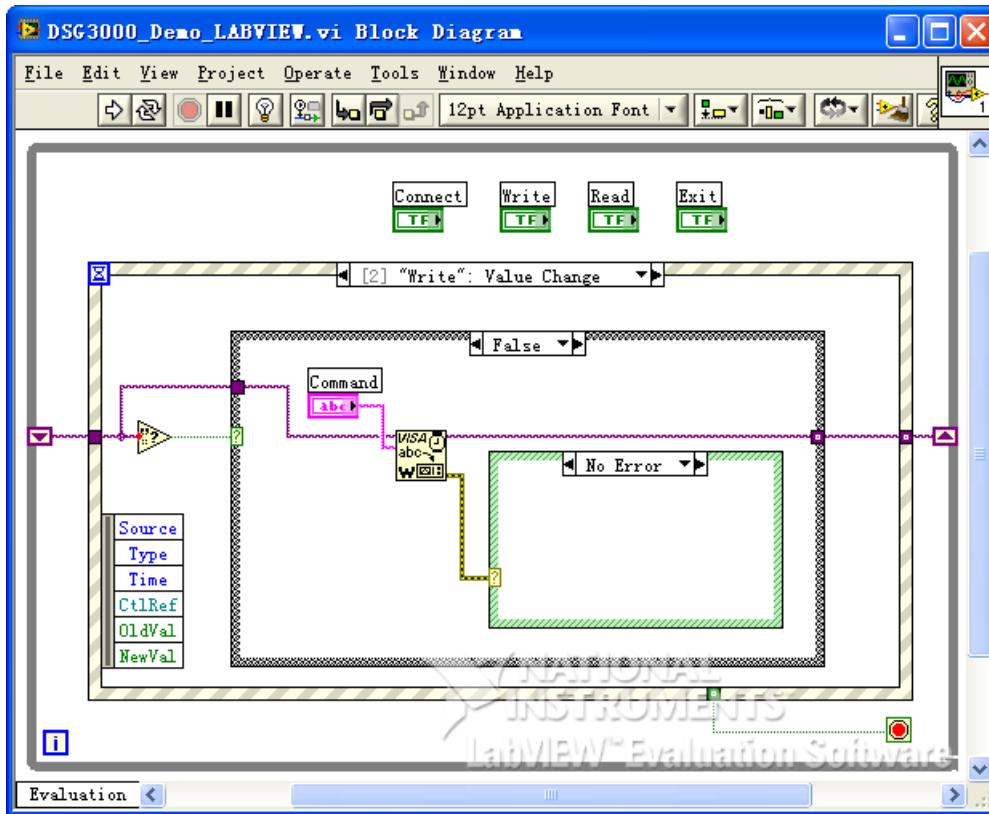 DSG3000_Demo_LABVIEW.vi Block Diagram
File Edit View Project Operate Tools Window Help
12pt Application Font
1
Connect Write Read Exit
TF TF TF TF
[2] "Write": Value Change
False
Command
abc
?
?
VISA
abc
W
No Error
?
Source
Type
Time
CtlRef
OldVal
NewVal
NATIONAL
INSTRUMENTS
LabVIEW™ Evaluation Software
i
Evaluation